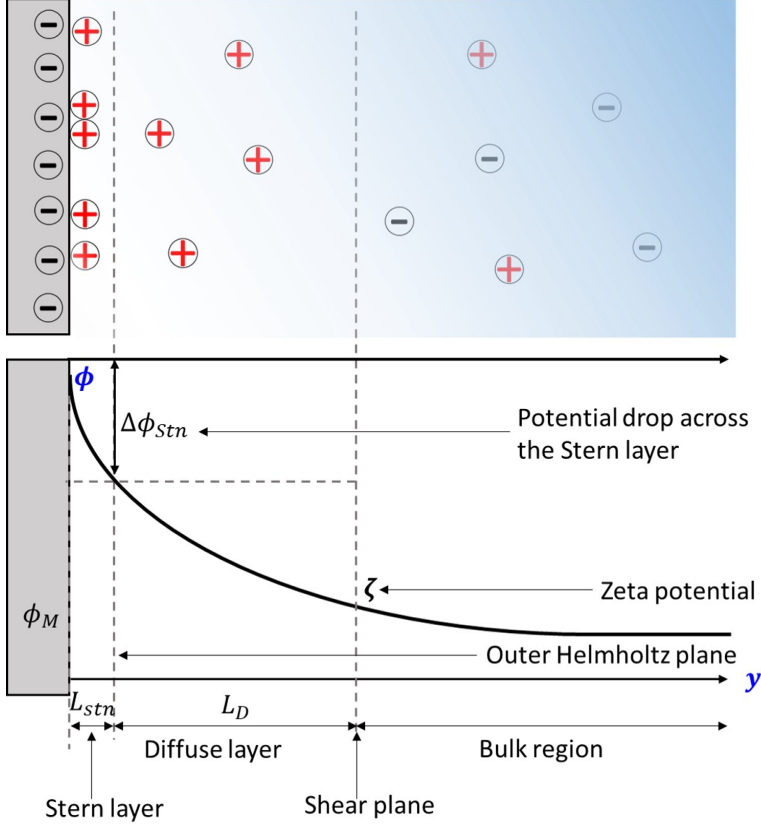 ϕ
Δϕ_Stn
Potential drop across
the Stern layer
ζ
Zeta potential
ϕ_M
Outer Helmholtz plane
y
L_stn
L_D
Diffuse layer
Bulk region
Stern layer
Shear plane